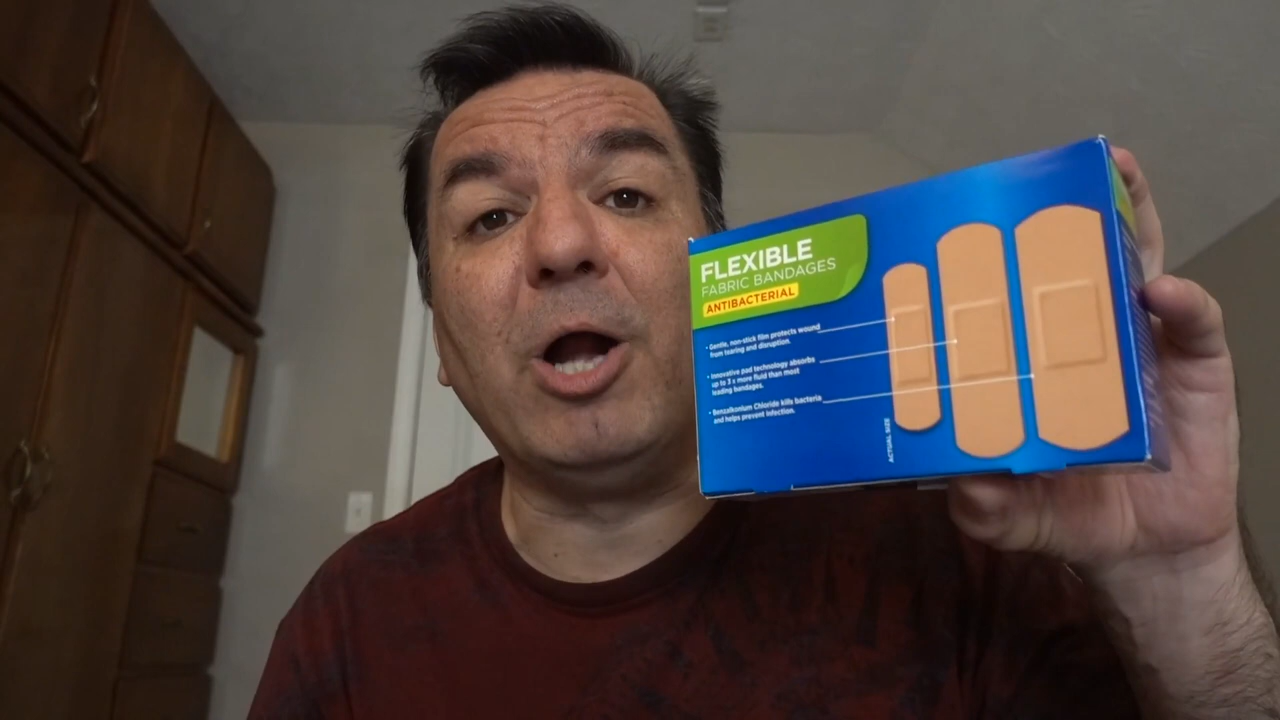 FLEXIBLE
FABRIC BANDAGES
ANTIBACTERIAL
• Gentle, non-stick film protects wound
from tearing and disruption.
• Innovative pad technology absorbs
up to 3 x more fluid than most
leading bandages.
• Benzalkonium Chloride kills bacteria
and helps prevent infection.
ACTUAL SIZE